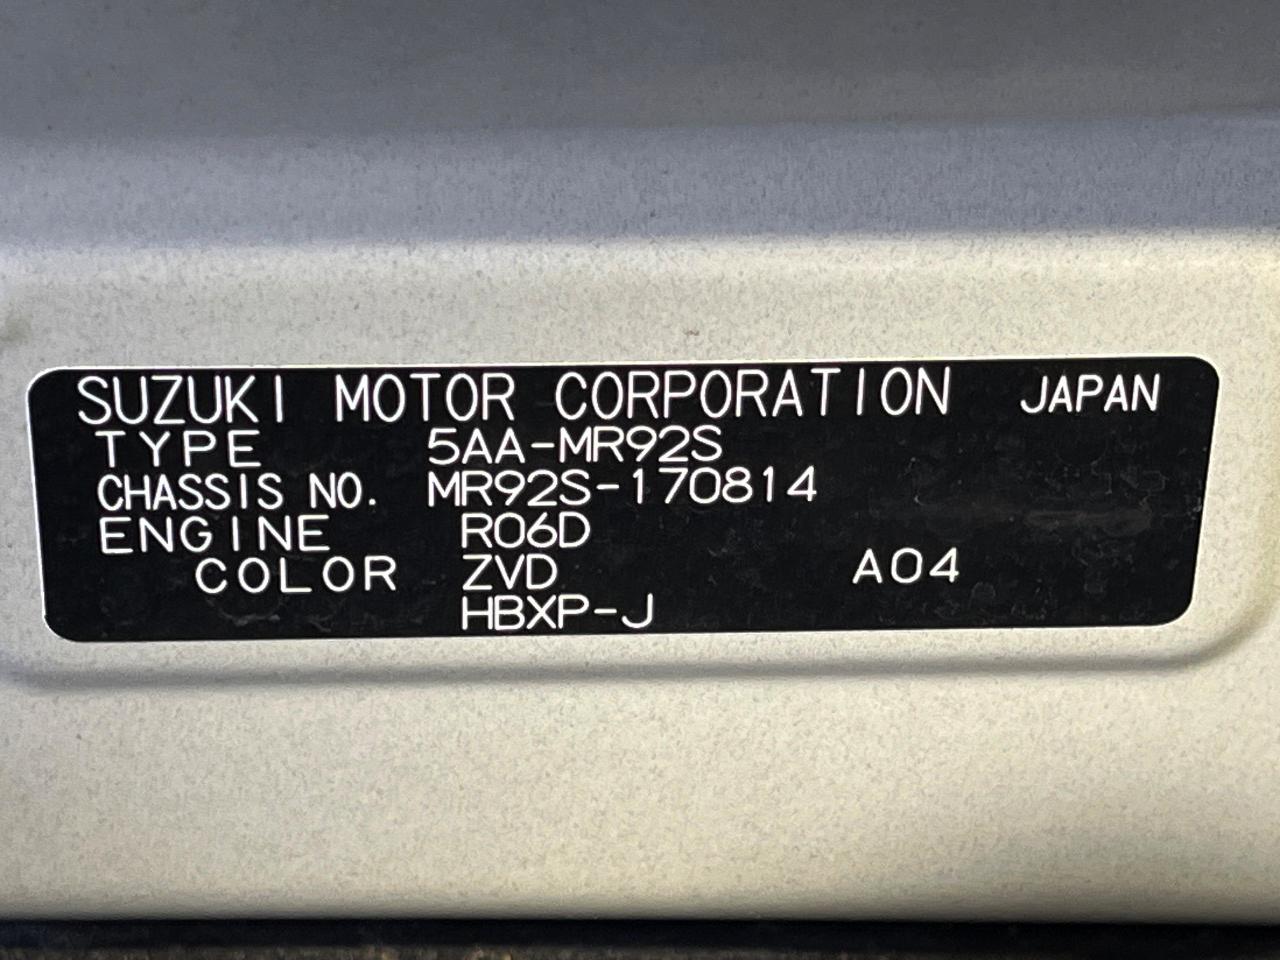 SUZUKI MOTOR CORPORATION JAPAN
TYPE 5AA-MR92S
CHASSIS NO. MR92S-170814
ENGINE R06D
COLOR ZVD A04
HBXP-J